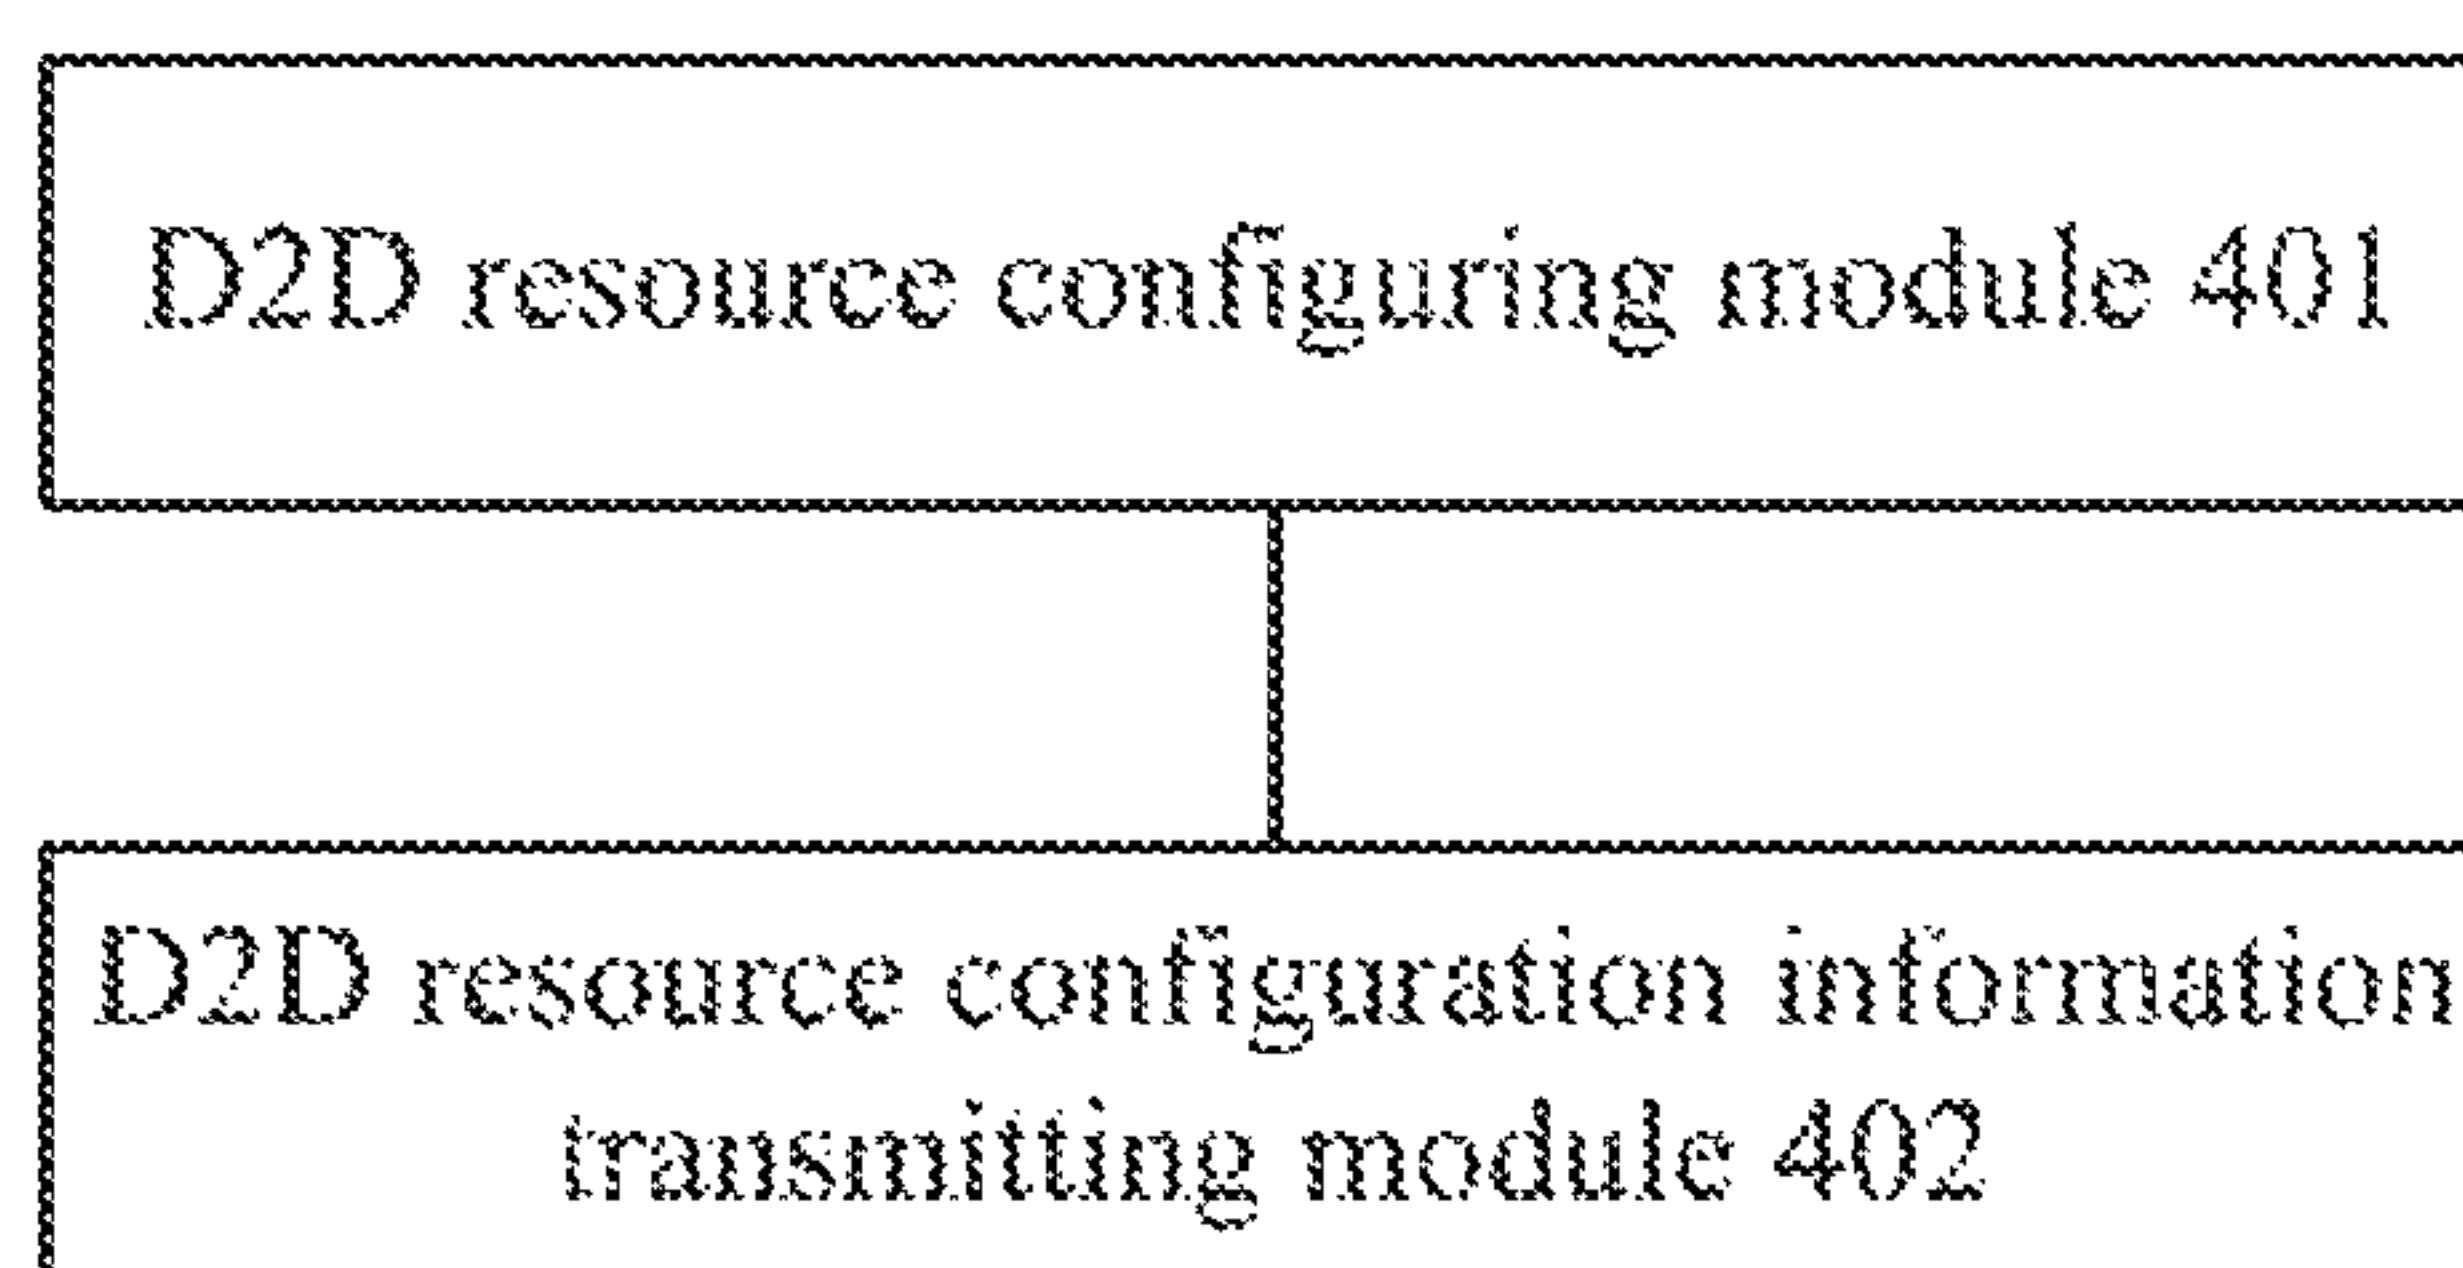 D2D resource configuring module 401
D2D resource configuration information
transmitting module 402